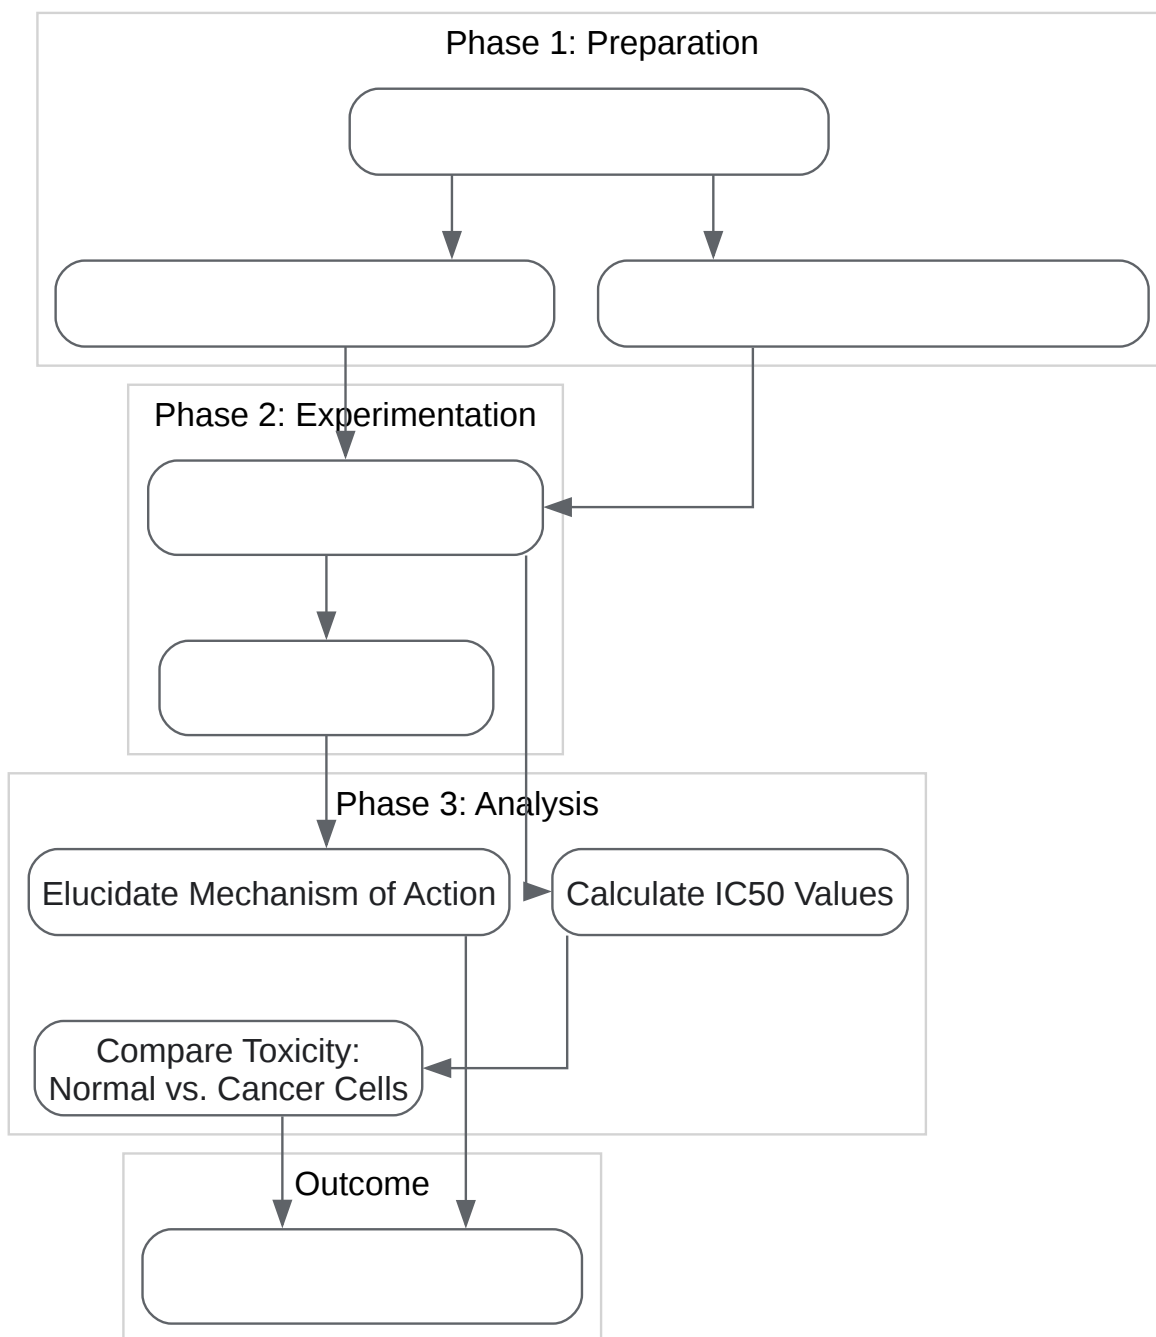 Phase 1: Preparation
Phase 2: Experimentation
Phase 3: Analysis
Elucidate Mechanism of Action
Calculate IC50 Values
Compare Toxicity:
Normal vs. Cancer Cells
Outcome